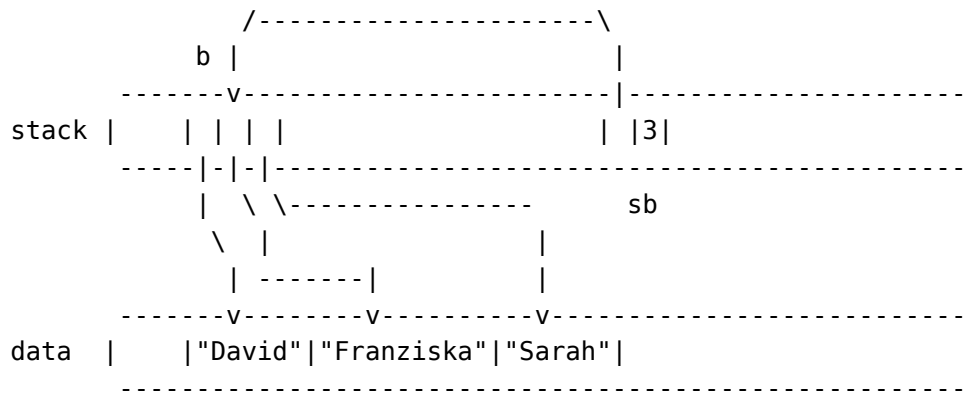 /----------------------\
     b |                         |
-------v------------------------|----------------------
stack |    | | | |                     | |3|
-----|-|-|---------------------------------------------
     |  \ \----------------      sb
      \  |                  |
       | -------|           |
-------v--------v----------v---------------------------
data  |    |"David"|"Franziska"|"Sarah"|
-------------------------------------------------------